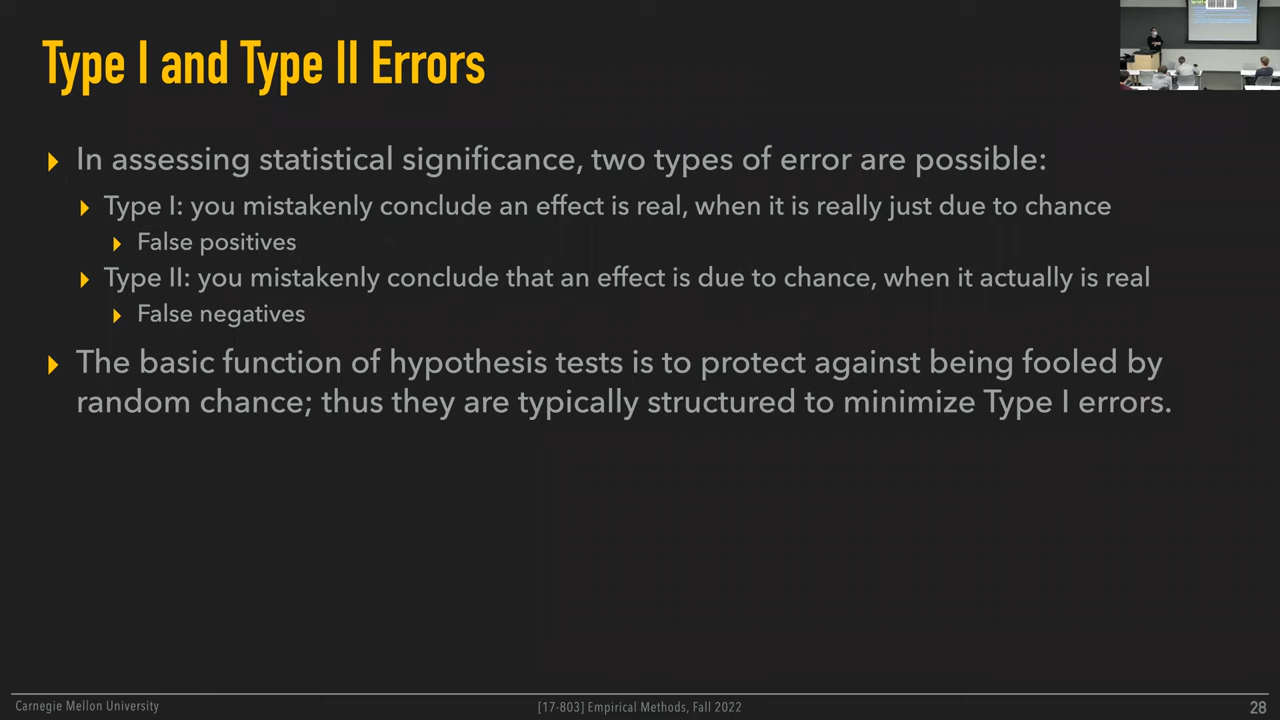 Type I and Type II Errors
In assessing statistical significance, two types of error are possible:
Type I: you mistakenly conclude an effect is real, when it is really just due to chance
False positives
Type II: you mistakenly conclude that an effect is due to chance, when it actually is real
False negatives
The basic function of hypothesis tests is to protect against being fooled by
random chance; thus they are typically structured to minimize Type I errors.
Carnegie Mellon University
[17-803] Empirical Methods, Fall 2022
28